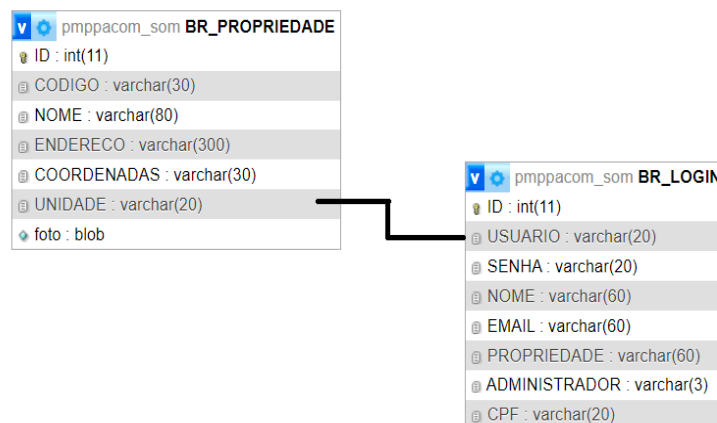 v pmppacom_som BR_PROPRIEDADE
ID : int(11)
CODIGO : varchar(30)
NOME : varchar(80)
ENDERECO : varchar(300)
COORDENADAS : varchar(30)
UNIDADE : varchar(20)
foto : blob
v pmppacom_som BR_LOGIN
ID : int(11)
USUARIO : varchar(20)
SENHA : varchar(20)
NOME : varchar(60)
EMAIL : varchar(60)
PROPRIEDADE : varchar(60)
ADMINISTRADOR : varchar(3)
CPF : varchar(20)